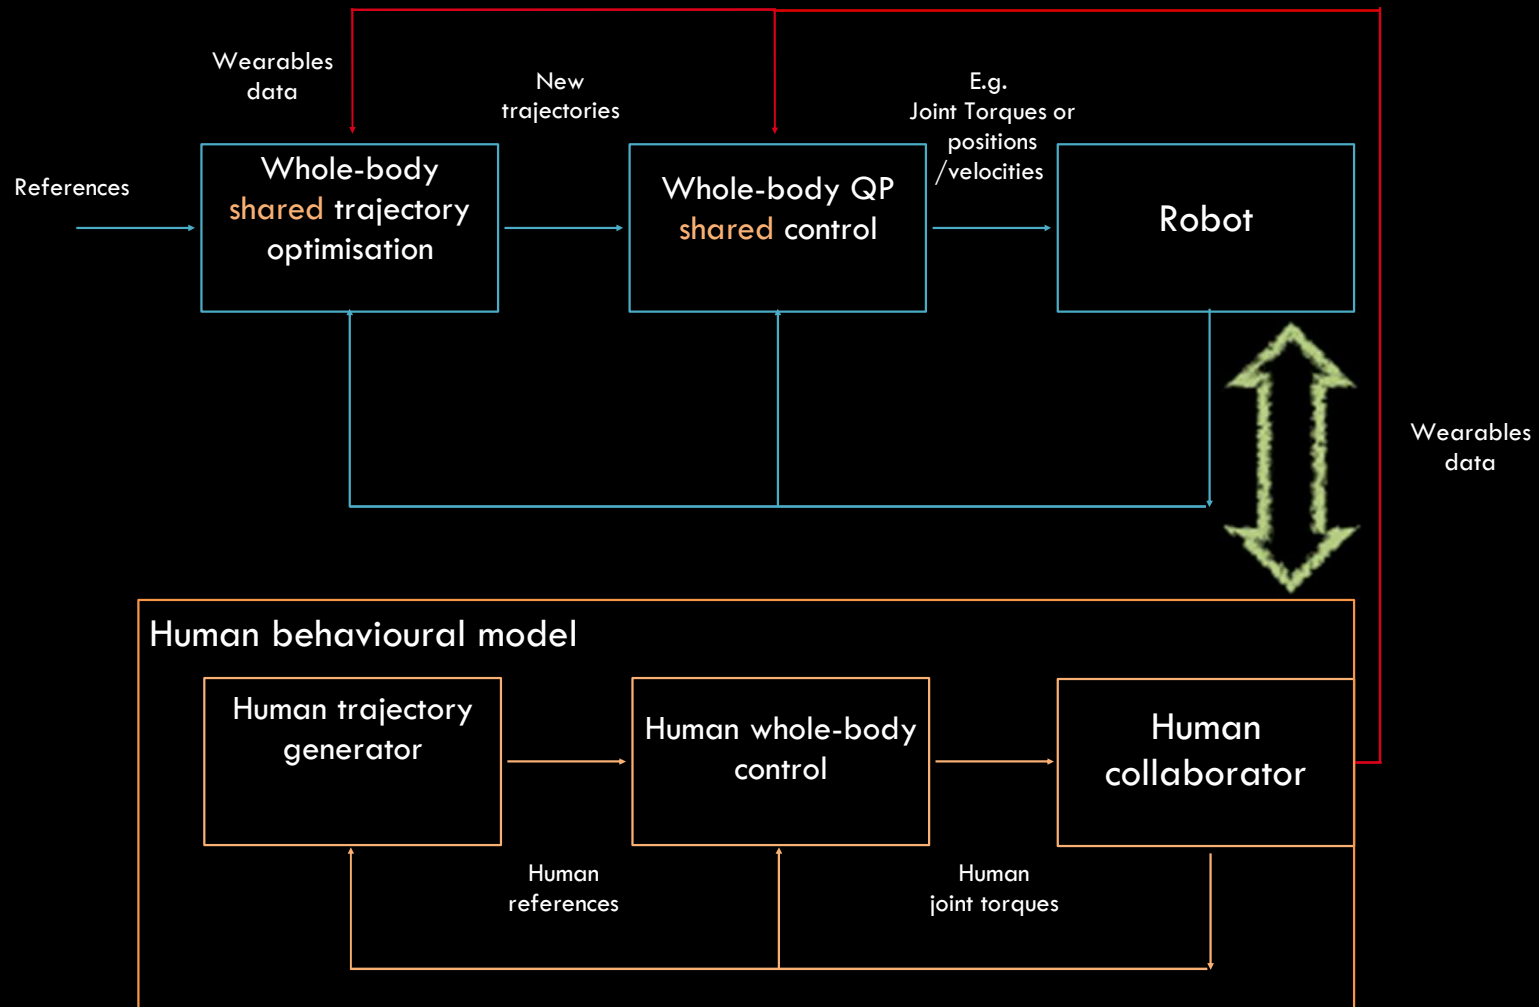 Wearables
data
New
trajectories
E.g.
Joint Torques or
positions
/velocities
References
Whole-body
shared trajectory
optimisation
Whole-body QP
shared control
Robot
Wearables
data
Human behavioural model
Human trajectory
generator
Human whole-body
control
Human
collaborator
Human
references
Human
joint torques